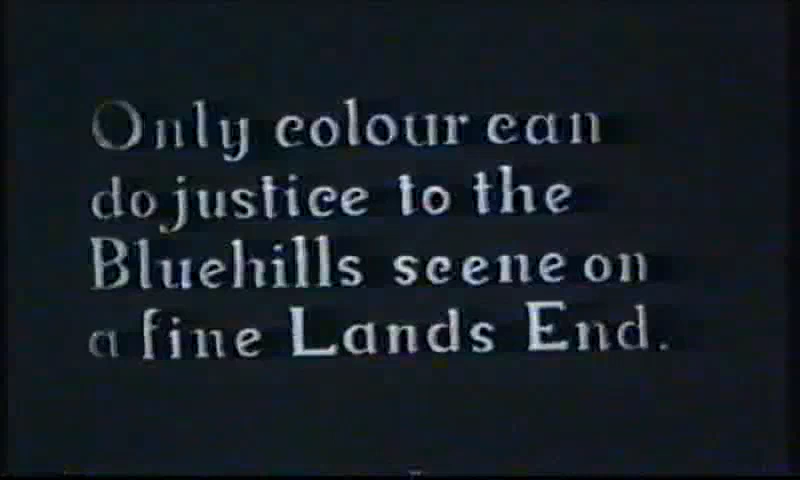 Only colour can
do justice to the
Bluehills scene on
a fine Lands End.